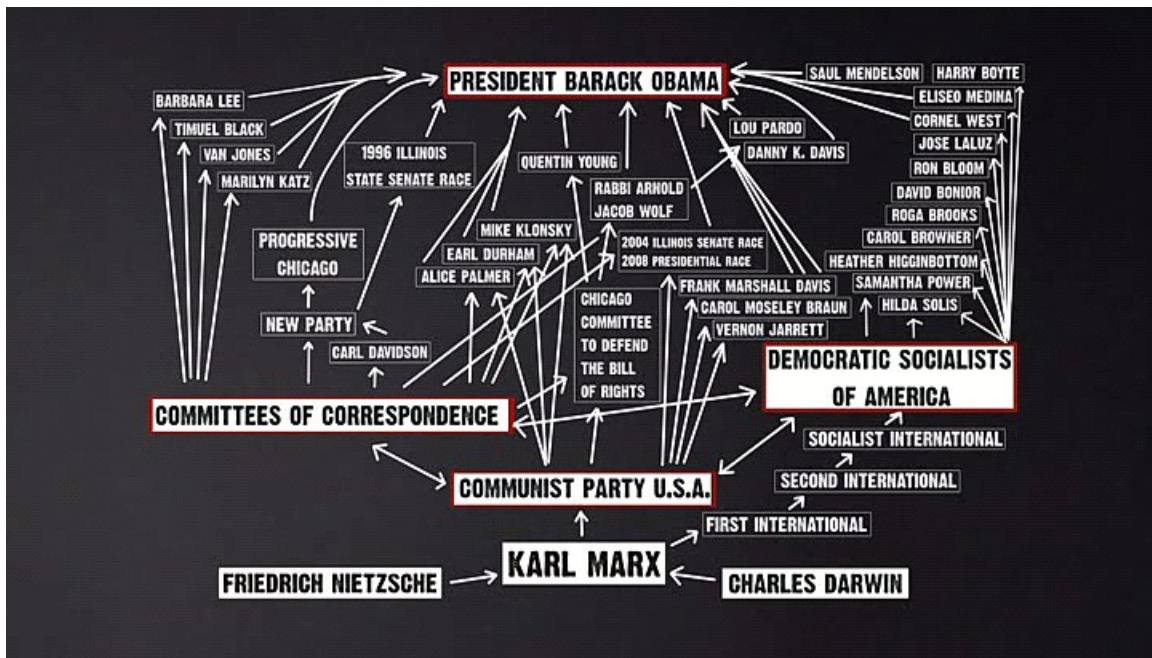 PRESIDENT BARACK OBAMA
SAUL MENDELSON
HARRY BOYTE
BARBARA LEE
ELISEO MEDINA
TIMUEL BLACK
LOU PARDO
CORNEL WEST
VAN JONES
1996 ILLINOIS
STATE SENATE RACE
QUENTIN YOUNG
DANNY K. DAVIS
JOSE LALUZ
MARILYN KATZ
RON BLOOM
RABBI ARNOLD
JACOB WOLF
DAVID BONIOR
ROGA BROOKS
PROGRESSIVE
CHICAGO
MIKE KLONSKY
EARL DURHAM
ALICE PALMER
2004 ILLINOIS SENATE RACE
2008 PRESIDENTIAL RACE
CAROL BROWNER
HEATHER HIGGINBOTTOM
SAMANTHA POWER
HILDA SOLIS
FRANK MARSHALL DAVIS
CAROL MOSELEY BRAUN
VERNON JARRETT
CHICAGO
COMMITTEE
TO DEFEND
THE BILL
OF RIGHTS
NEW PARTY
CARL DAVIDSON
DEMOCRATIC SOCIALISTS
OF AMERICA
COMMITTEES OF CORRESPONDENCE
SOCIALIST INTERNATIONAL
SECOND INTERNATIONAL
COMMUNIST PARTY U.S.A.
FIRST INTERNATIONAL
KARL MARX
FRIEDRICH NIETZSCHE
CHARLES DARWIN